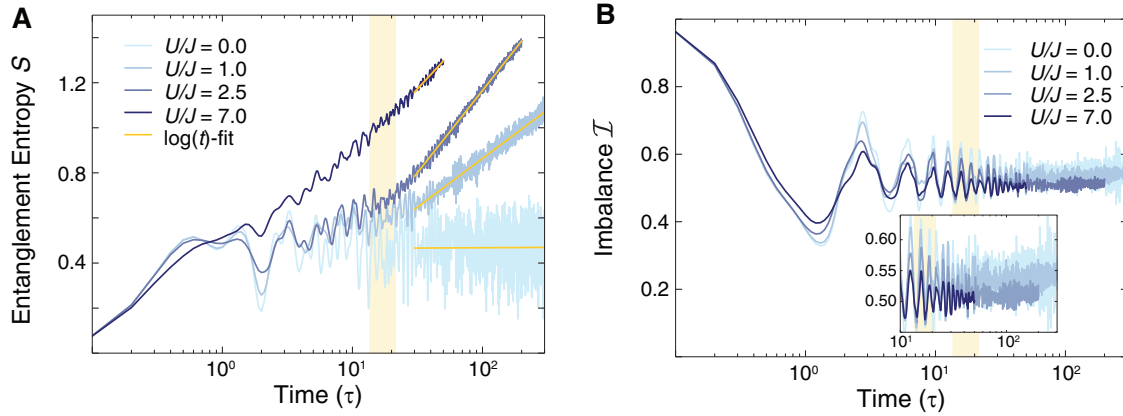 A
Entanglement Entropy S
1.2
0.8
0.4
U/J = 0.0
U/J = 1.0
U/J = 2.5
U/J = 7.0
log(t)-fit
10⁰
10¹
10²
Time (τ)
B
Imbalance ℐ
0.8
0.6
0.4
0.2
U/J = 0.0
U/J = 1.0
U/J = 2.5
U/J = 7.0
0.60
0.55
0.50
10¹
10²
10⁰
10¹
10²
Time (τ)